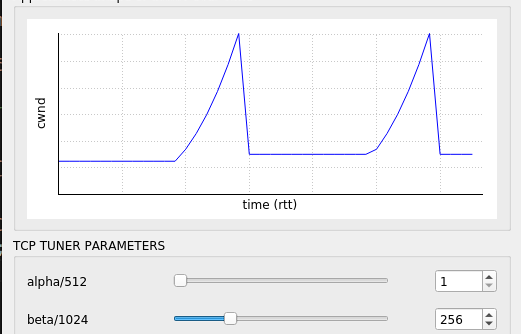 cwnd
time (rtt)
TCP TUNER PARAMETERS
alpha/512 1
beta/1024 256